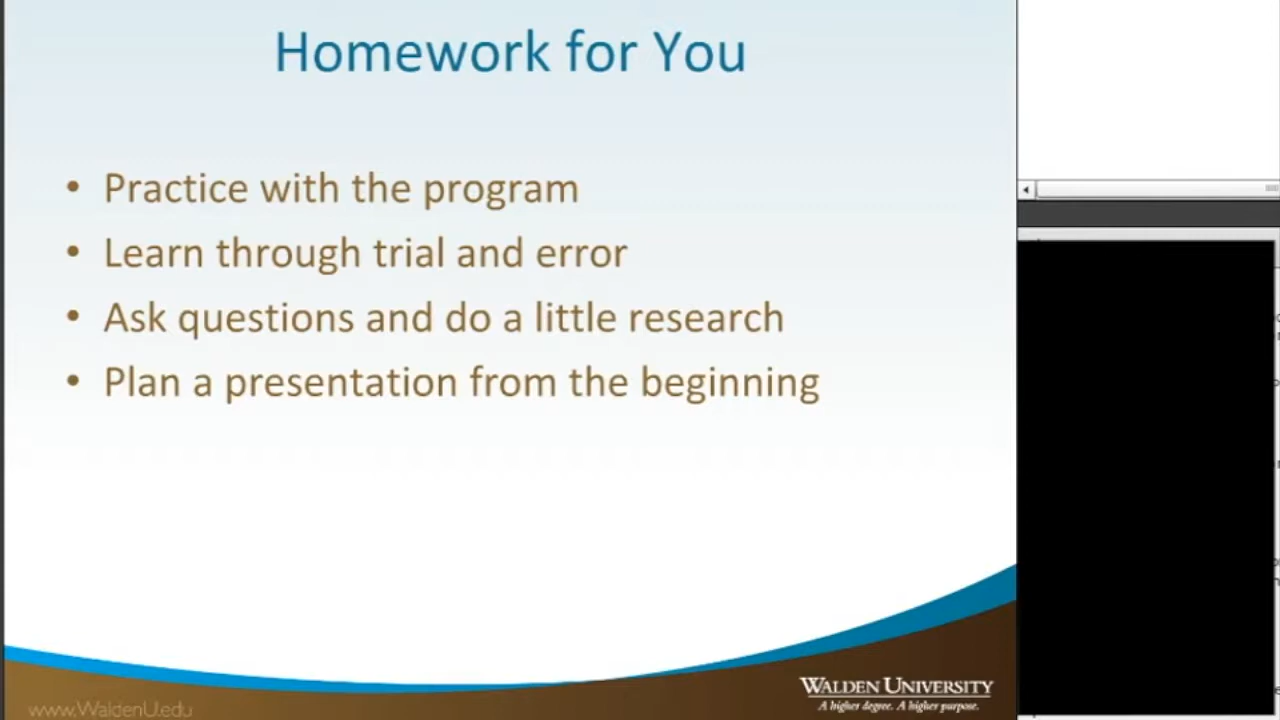 Homework for You
• Practice with the program
• Learn through trial and error
• Ask questions and do a little research
• Plan a presentation from the beginning
WALDEN UNIVERSITY
A higher degree. A higher purpose.
www.WaldenU.edu